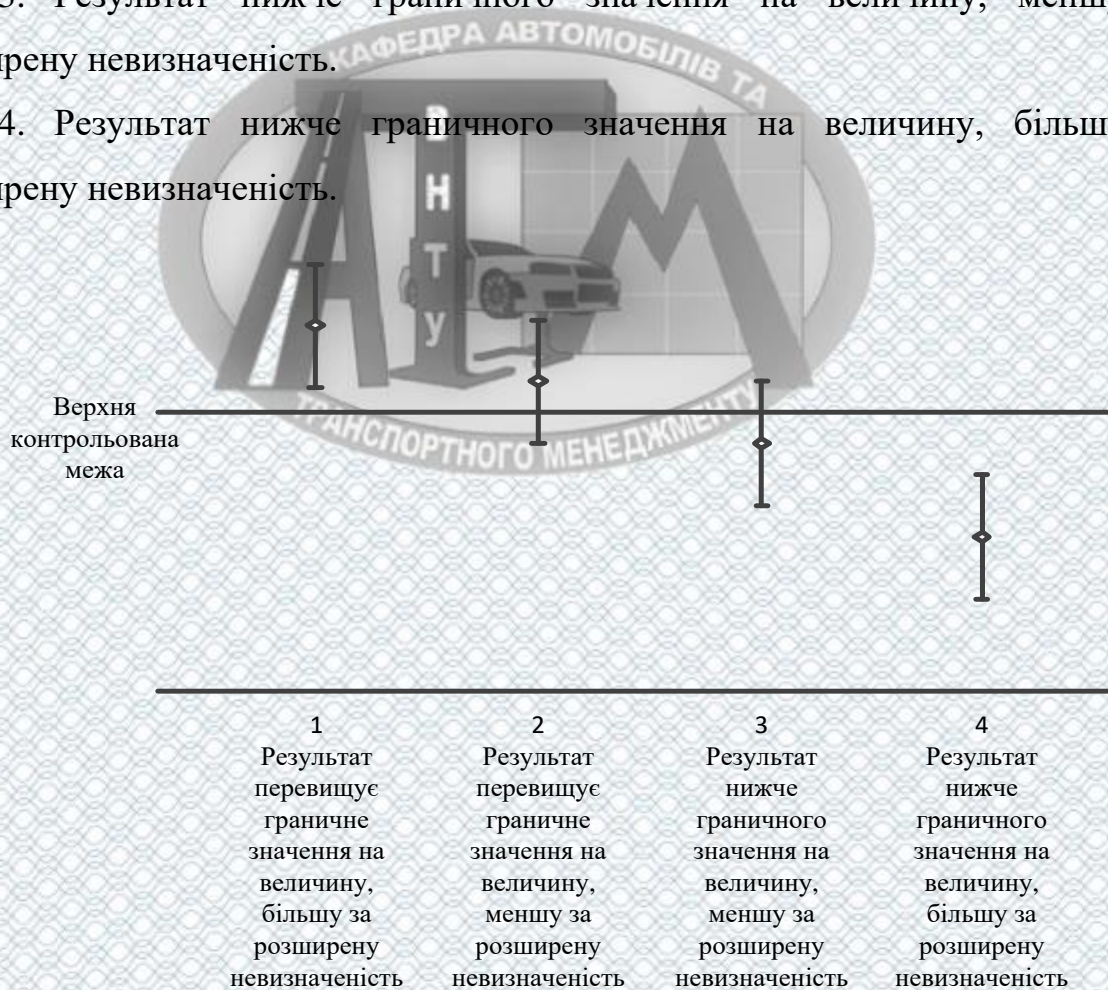 3. Результат нижче граничного значення на величину, менш
ирену невизначеність.
4. Результат нижче граничного значення на величину, більш
ирену невизначеність.
КАФЕДРА АВТОМОБІЛІВ ТА
ВНТУ
ТРАНСПОРТНОГО МЕНЕДЖМЕНТУ
Верхня
контрольована
межа
1
Результат
перевищує
граничне
значення на
величину,
більшу за
розширену
невизначеність
2
Результат
перевищує
граничне
значення на
величину,
меншу за
розширену
невизначеність
3
Результат
нижче
граничного
значення на
величину,
меншу за
розширену
невизначеність
4
Результат
нижче
граничного
значення на
величину,
більшу за
розширену
невизначеність